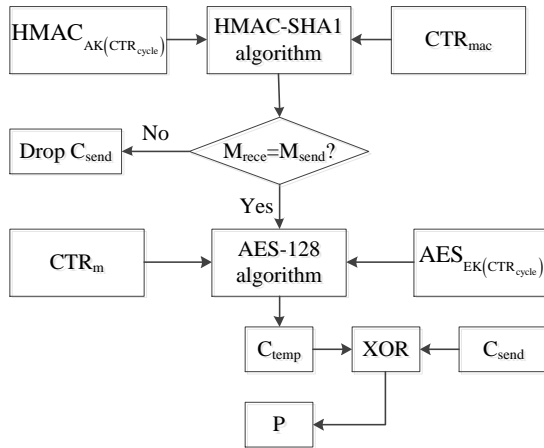 HMAC_AK(CTR_cycle)
HMAC-SHA1
algorithm
CTR_mac
No
Drop C_send
M_rece=M_send?
Yes
CTR_m
AES-128
algorithm
AES_EK(CTR_cycle)
C_temp
XOR
C_send
P